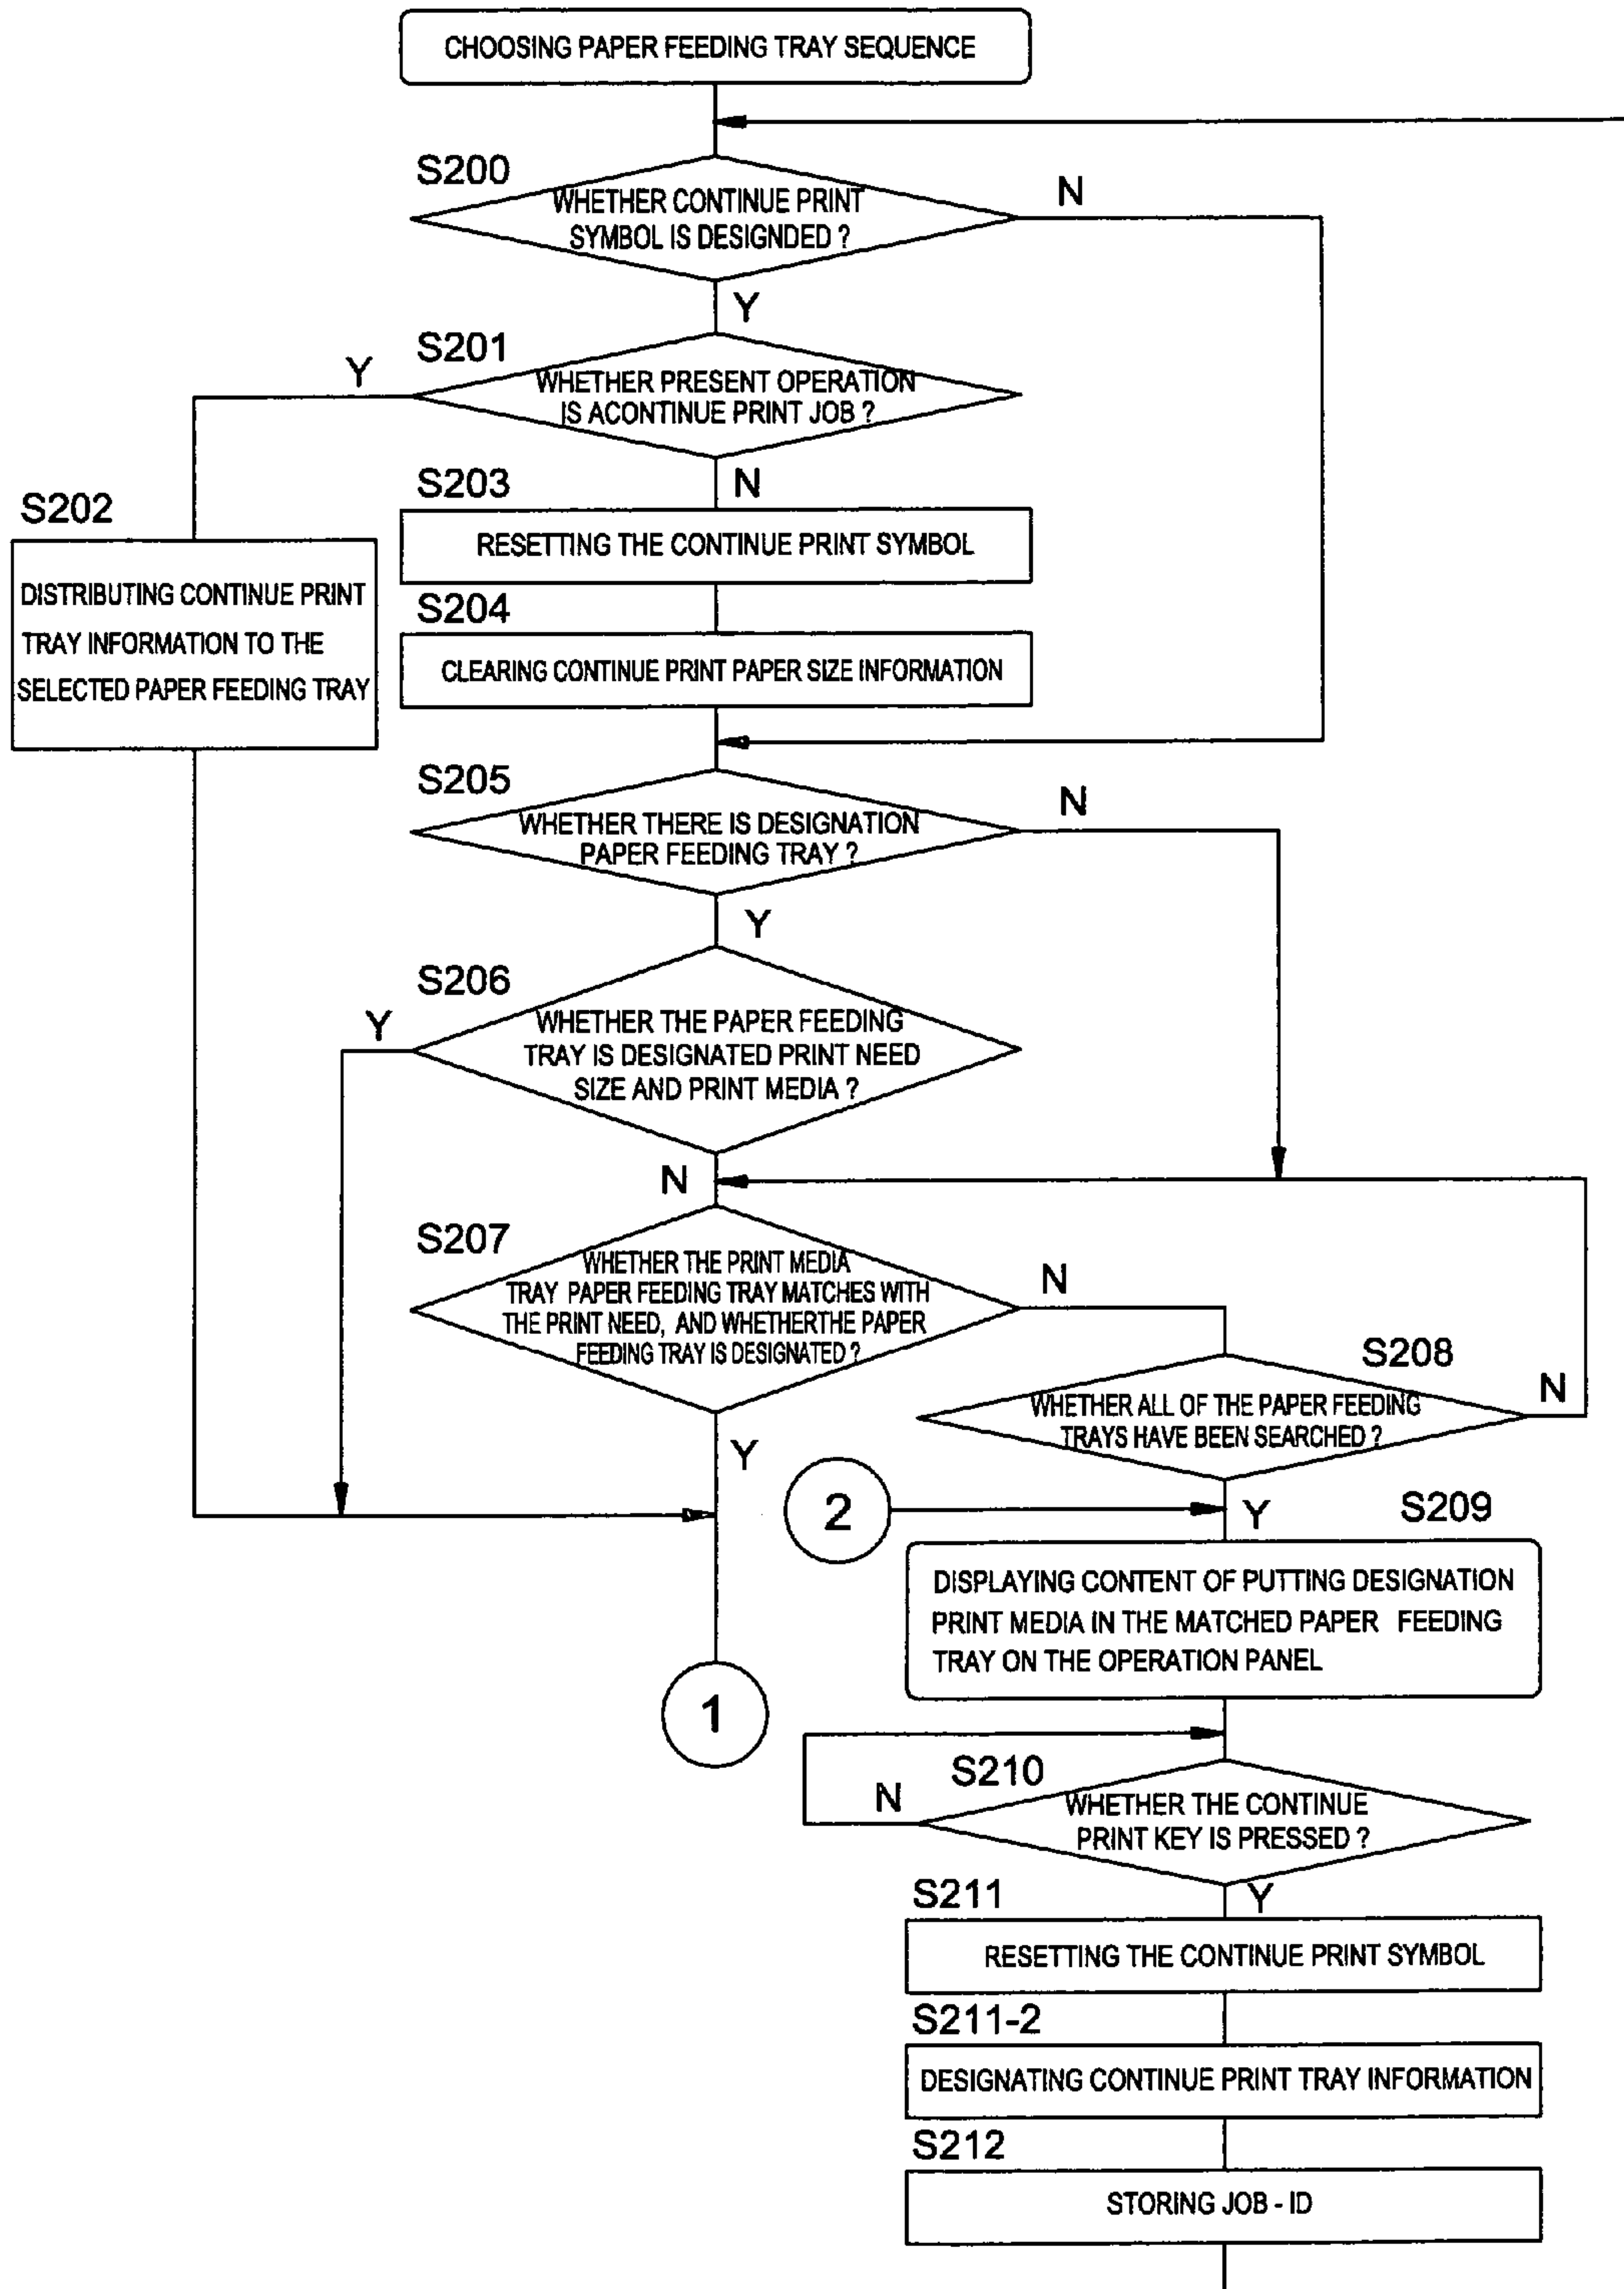 CHOOSING PAPER FEEDING TRAY SEQUENCE
S200
WHETHER CONTINUE PRINT
SYMBOL IS DESIGNDED ?
N
Y
S201
WHETHER PRESENT OPERATION
IS ACONTINUE PRINT JOB ?
Y
N
S202
DISTRIBUTING CONTINUE PRINT
TRAY INFORMATION TO THE
SELECTED PAPER FEEDING TRAY
S203
RESETTING THE CONTINUE PRINT SYMBOL
S204
CLEARING CONTINUE PRINT PAPER SIZE INFORMATION
S205
WHETHER THERE IS DESIGNATION
PAPER FEEDING TRAY ?
N
Y
S206
WHETHER THE PAPER FEEDING
TRAY IS DESIGNATED PRINT NEED
SIZE AND PRINT MEDIA ?
Y
N
S207
WHETHER THE PRINT MEDIA
TRAY PAPER FEEDING TRAY MATCHES WITH
THE PRINT NEED, AND WHETHERTHE PAPER
FEEDING TRAY IS DESIGNATED ?
N
Y
S208
WHETHER ALL OF THE PAPER FEEDING
TRAYS HAVE BEEN SEARCHED ?
N
Y
2
1
S209
DISPLAYING CONTENT OF PUTTING DESIGNATION
PRINT MEDIA IN THE MATCHED PAPER FEEDING
TRAY ON THE OPERATION PANEL
S210
WHETHER THE CONTINUE
PRINT KEY IS PRESSED ?
N
Y
S211
RESETTING THE CONTINUE PRINT SYMBOL
S211-2
DESIGNATING CONTINUE PRINT TRAY INFORMATION
S212
STORING JOB - ID